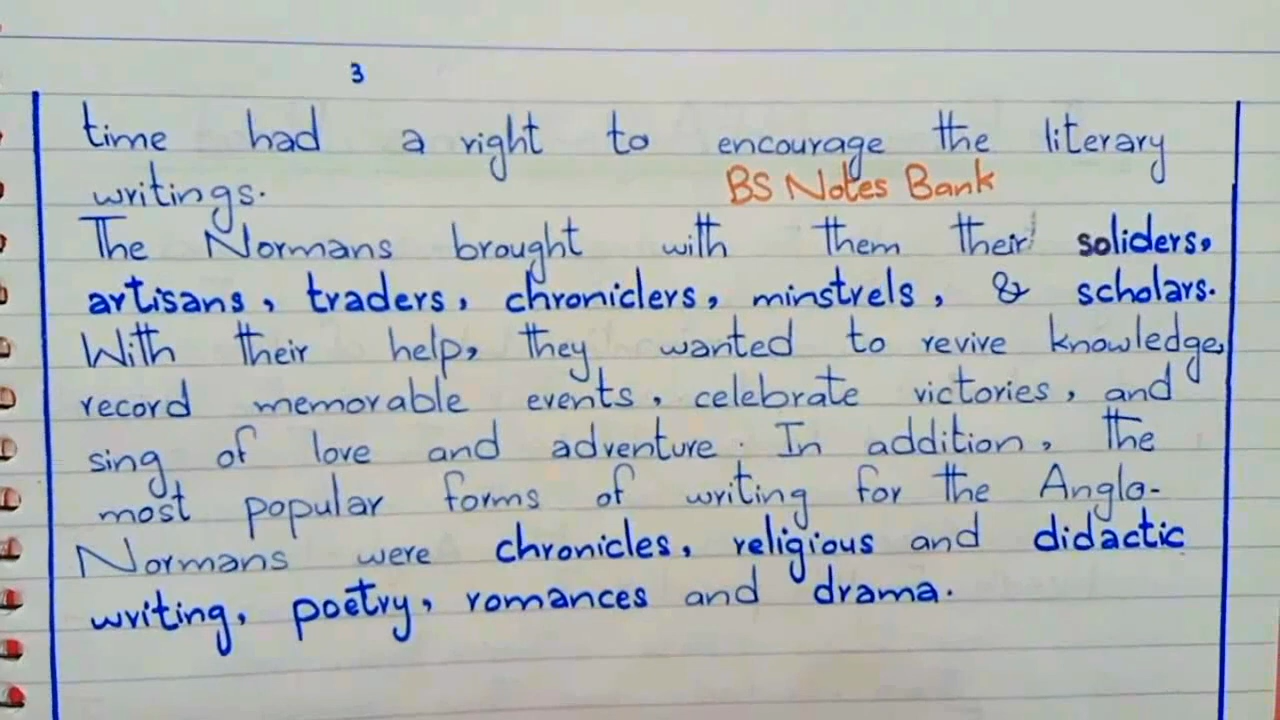 3
time had a right to encourage the literary
writings.
BS Notes Bank
The Normans brought with them their soliders,
artisans, traders, chroniclers, minstrels, & scholars.
With their help, they wanted to revive knowledge,
record memorable events, celebrate victories, and
sing of love and adventure. In addition, the
most popular forms of writing for the Anglo-
Normans were chronicles, religious and didactic
writing, poetry, romances and drama.